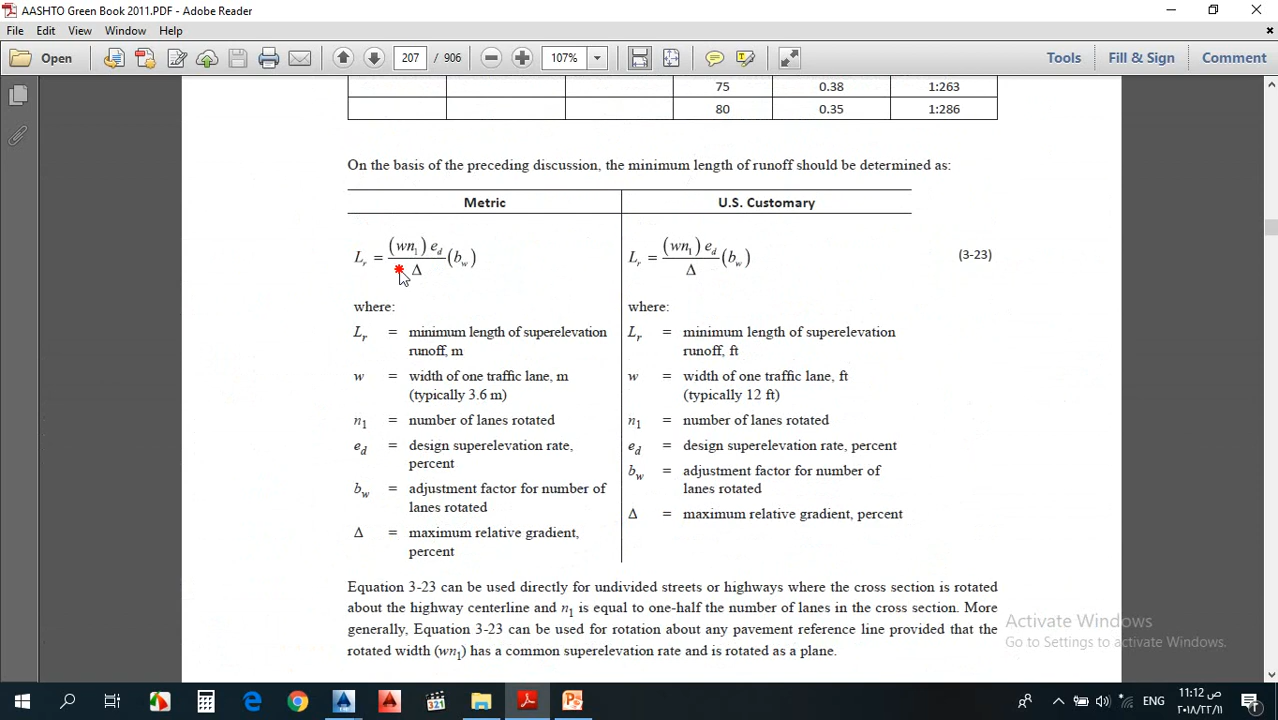 AASHTO Green Book 2011.PDF - Adobe Reader
File Edit View Window Help
Open 207 / 906 107% Tools Fill & Sign Comment
75 0.38 1:263
80 0.35 1:286
On the basis of the preceding discussion, the minimum length of runoff should be determined as:
Metric U.S. Customary
L_r = (wn_1) e_d / Δ (b_w) L_r = (wn_1) e_d / Δ (b_w) (3-23)
where: where:
L_r = minimum length of superelevation L_r = minimum length of superelevation
runoff, m runoff, ft
w = width of one traffic lane, m w = width of one traffic lane, ft
(typically 3.6 m) (typically 12 ft)
n_1 = number of lanes rotated n_1 = number of lanes rotated
e_d = design superelevation rate, e_d = design superelevation rate, percent
percent
b_w = adjustment factor for number of b_w = adjustment factor for number of
lanes rotated lanes rotated
Δ = maximum relative gradient, Δ = maximum relative gradient, percent
percent
Equation 3-23 can be used directly for undivided streets or highways where the cross section is rotated
about the highway centerline and n_1 is equal to one-half the number of lanes in the cross section. More
generally, Equation 3-23 can be used for rotation about any pavement reference line provided that the
rotated width (wn_1) has a common superelevation rate and is rotated as a plane.
Activate Windows
Go to Settings to activate Windows.
321
ENG
11:12 ص
٢٠١٨/٢٢/١١